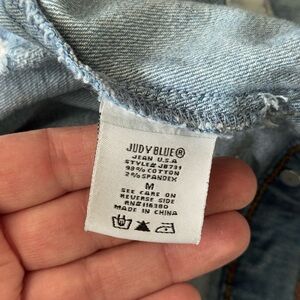 JUDY BLUE®
JEAN U.S.A
STYLE# JB731
98% COTTON
2% SPANDEX
M
SEE CARE ON
REVERSE SIDE
RN#116380
MADE IN CHINA